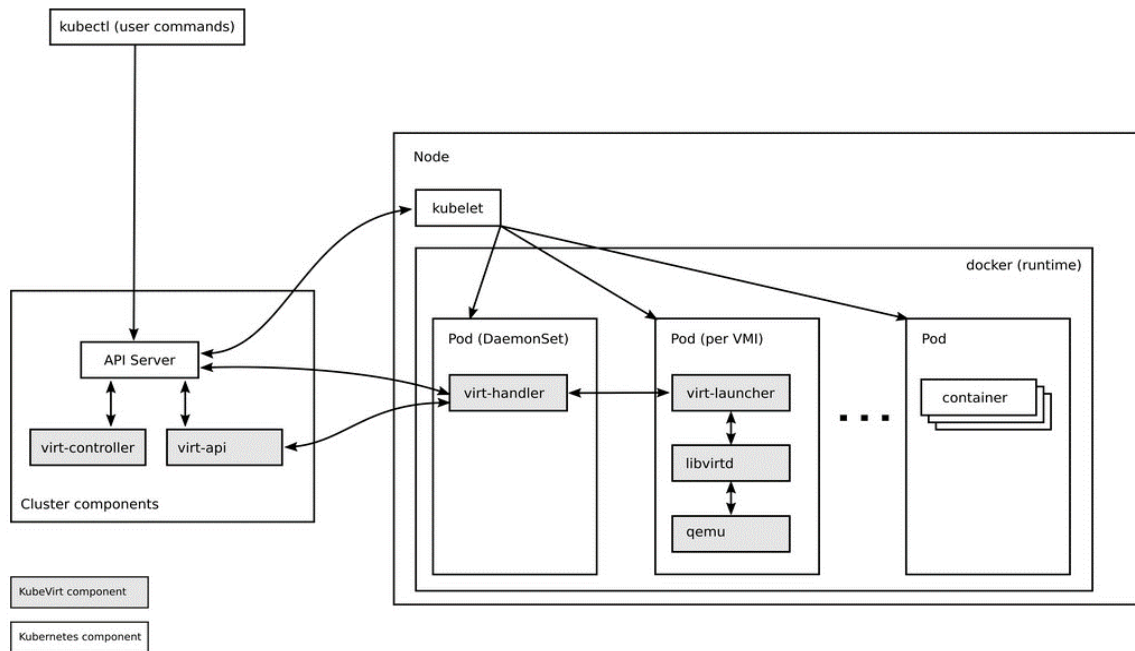 kubectl (user commands)
Node
kubelet
docker (runtime)
API Server
virt-controller
virt-api
Cluster components
Pod (DaemonSet)
virt-handler
Pod (per VMI)
virt-launcher
libvirtd
qemu
...
Pod
container
KubeVirt component
Kubernetes component